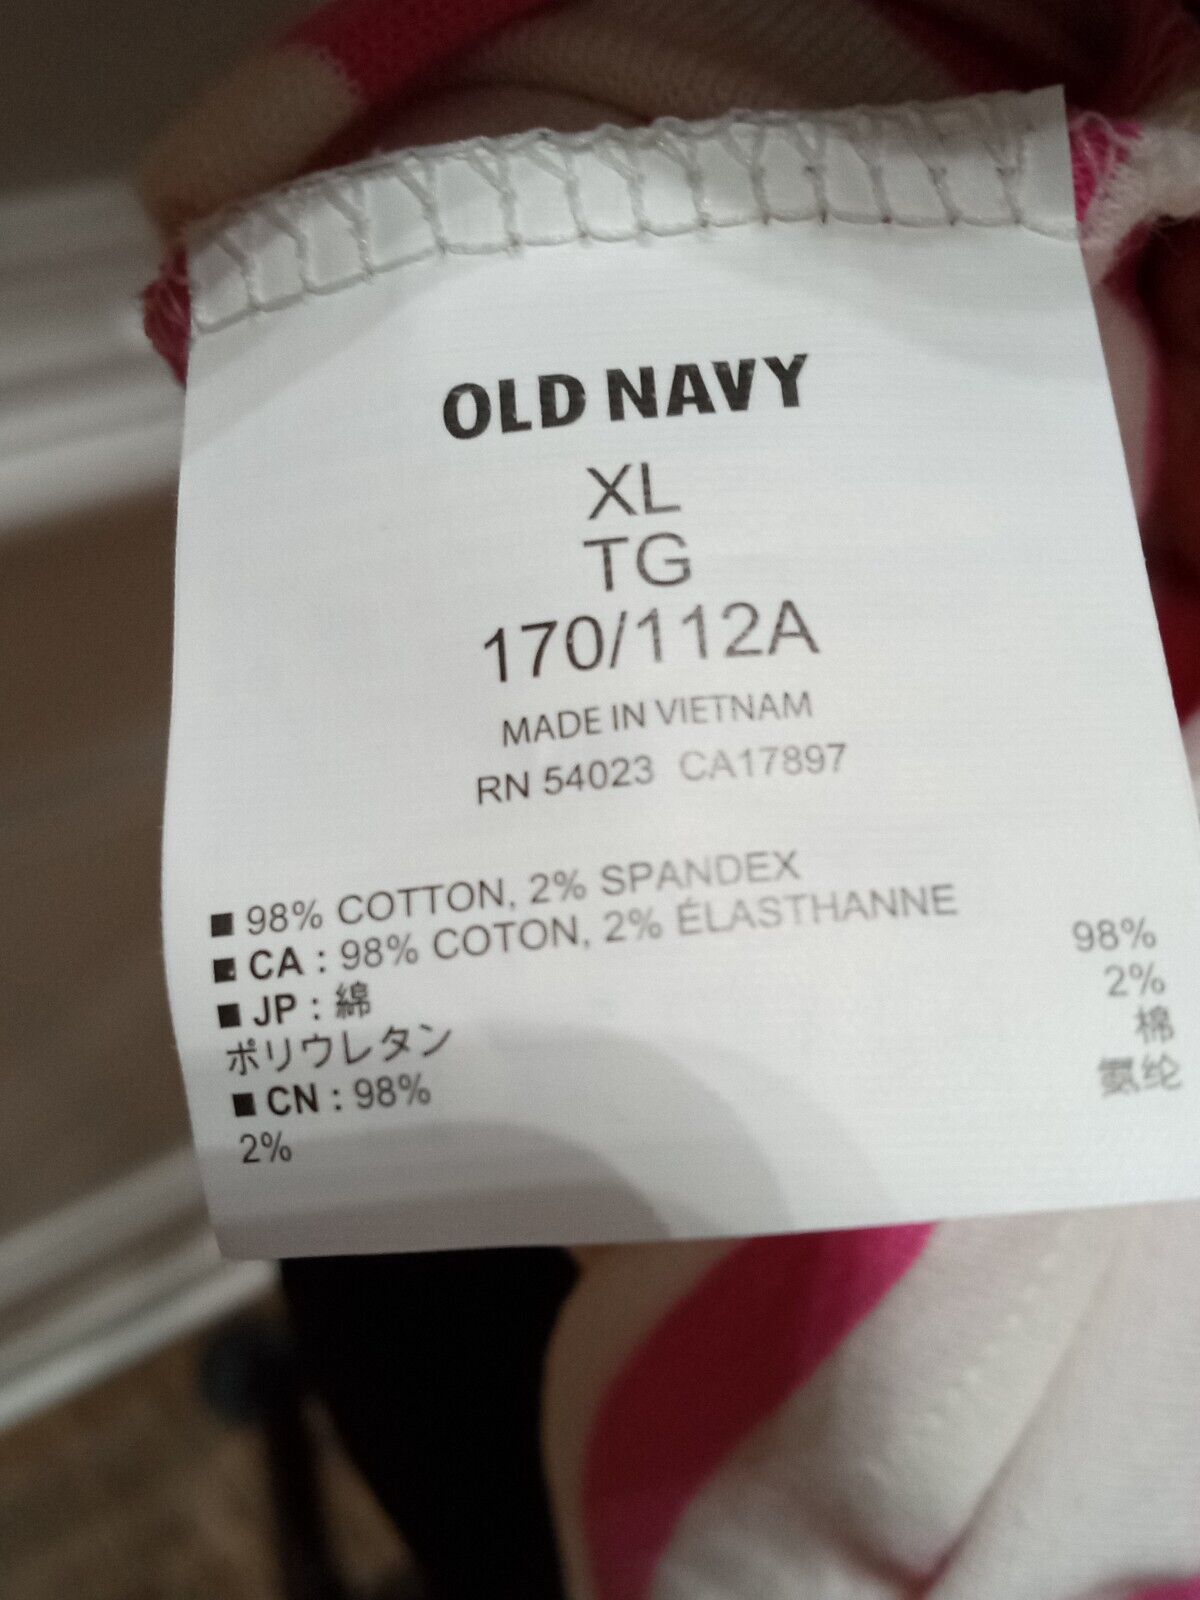 OLD NAVY
XL
TG
170/112A
MADE IN VIETNAM
RN 54023 CA17897
■ 98% COTTON, 2% SPANDEX
■ CA : 98% COTON, 2% ÉLASTHANNE
■ JP : 綿 98%
ポリウレタン 2%
■ CN : 98% 棉
2% 氨纶